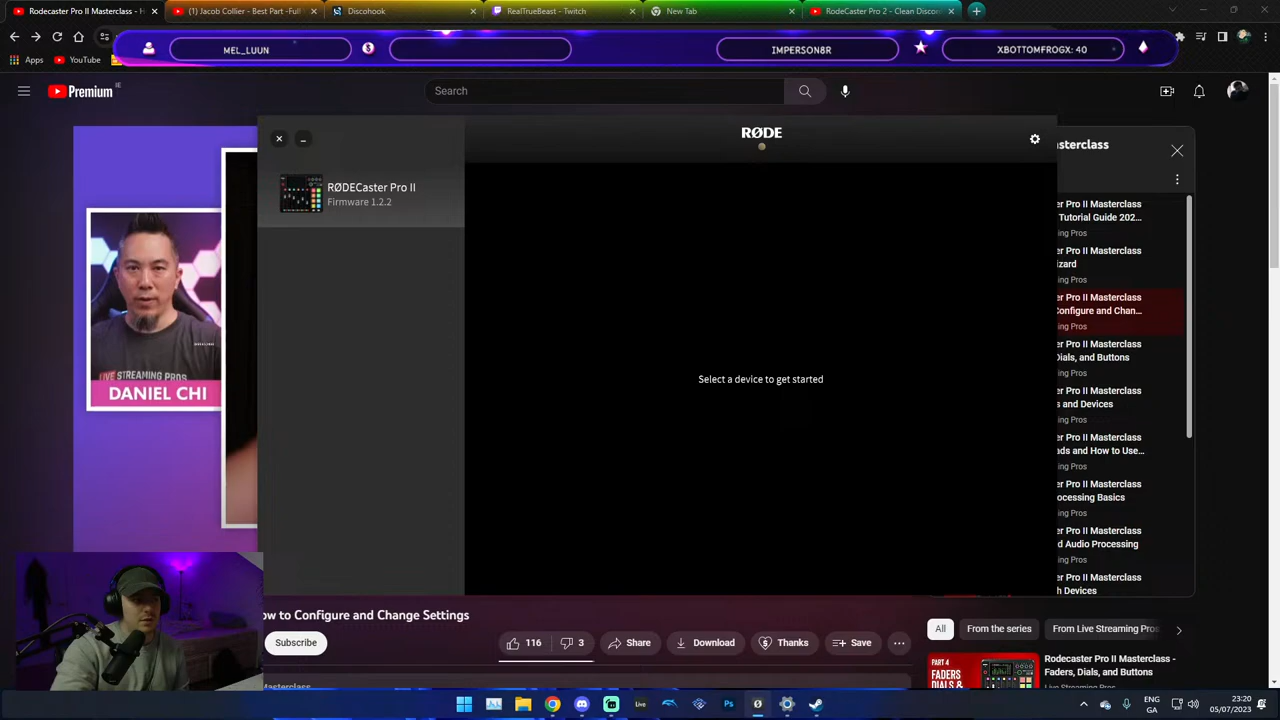 Rodecaster Pro II Masterclass -
[1] Jacob Collier - Best Part -Full
Discohook
RealTrueBeast - Twitch
New Tab
RodeCaster Pro 2 - Clean Discor
MEL_LUUN
IMPERSON8R
XBOTTOMFROGX: 40
Apps
YouTube
Premium
IE
Search
RØDE
RØDECaster Pro II
Firmware 1.2.2
Select a device to get started
asterclass
er Pro II Masterclass
Tutorial Guide 202...
ing Pros
er Pro II Masterclass
izard
ing Pros
er Pro II Masterclass
Configure and Chan...
ing Pros
er Pro II Masterclass
Dials, and Buttons
ing Pros
er Pro II Masterclass
s and Devices
ing Pros
er Pro II Masterclass
ads and How to Use...
ing Pros
er Pro II Masterclass
ocessing Basics
ing Pros
er Pro II Masterclass
d Audio Processing
ing Pros
er Pro II Masterclass
h Devices
LIVE STREAMING PROS
DANIEL CHI
ow to Configure and Change Settings
Subscribe
116
3
Share
Download
Thanks
Save
All
From the series
From Live Streaming Pros
Masterclass
PART 4
FADERS
DIALS &
Rodecaster Pro II Masterclass -
Faders, Dials, and Buttons
Live Streaming Pros
Live
Ps
ENG
GA
23:20
05/07/2023